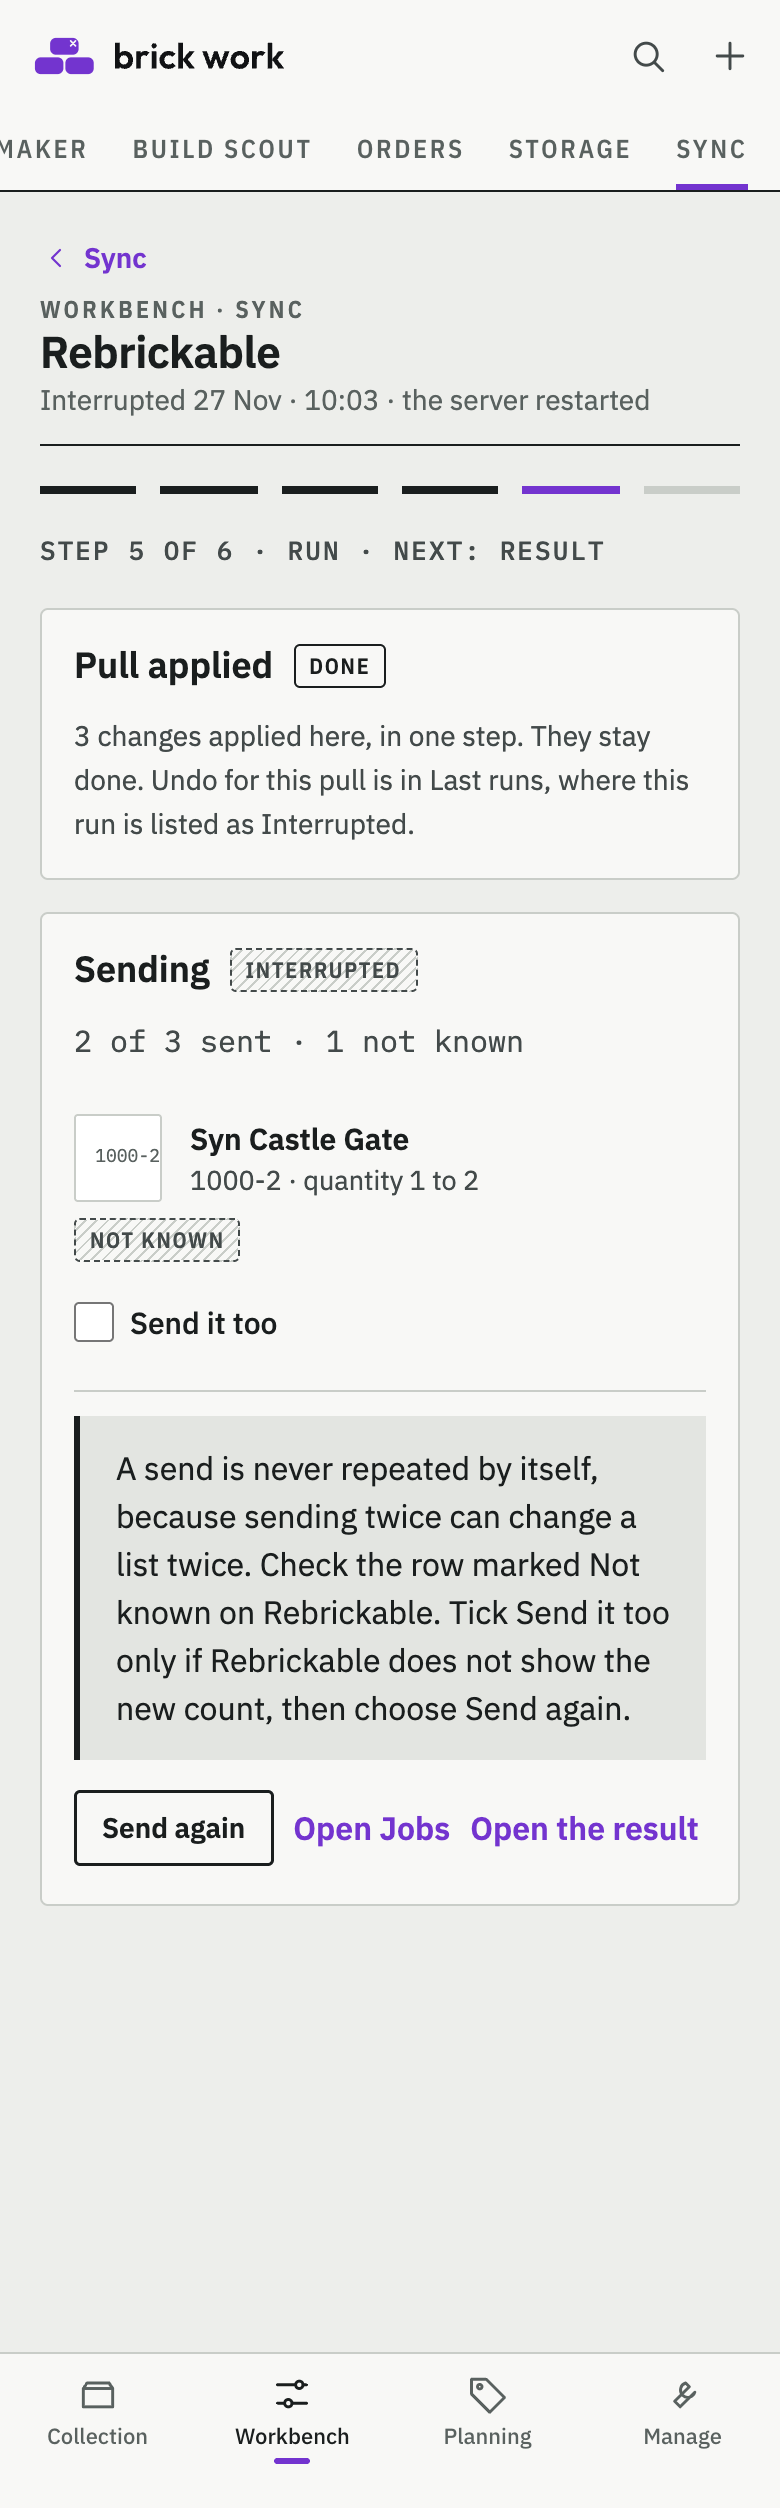 brick work
MAKER BUILD SCOUT ORDERS STORAGE SYNC
Sync
WORKBENCH · SYNC
Rebrickable
Interrupted 27 Nov · 10:03 · the server restarted
STEP 5 OF 6 · RUN · NEXT: RESULT
Pull applied DONE
3 changes applied here, in one step. They stay
done. Undo for this pull is in Last runs, where this
run is listed as Interrupted.
Sending INTERRUPTED
2 of 3 sent · 1 not known
1000-2
Syn Castle Gate
1000-2 · quantity 1 to 2
NOT KNOWN
Send it too
A send is never repeated by itself,
because sending twice can change a
list twice. Check the row marked Not
known on Rebrickable. Tick Send it too
only if Rebrickable does not show the
new count, then choose Send again.
Send again Open Jobs Open the result
Collection Workbench Planning Manage